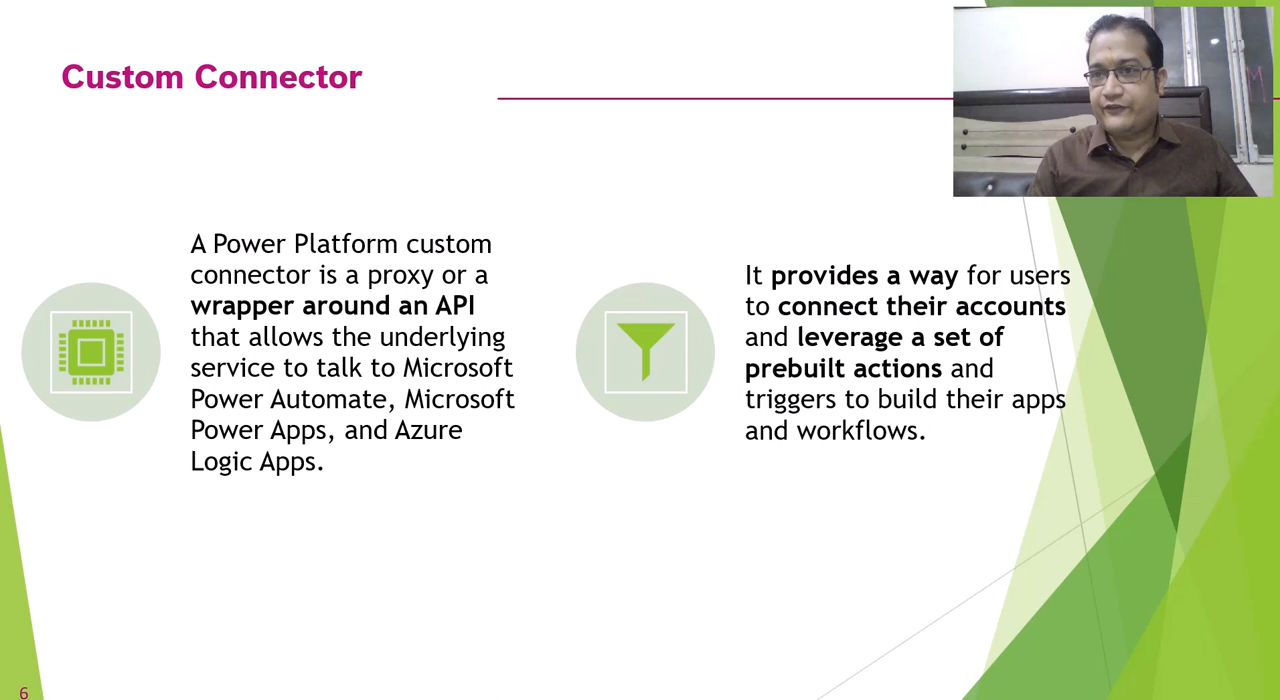 Custom Connector
A Power Platform custom
connector is a proxy or a
wrapper around an API
that allows the underlying
service to talk to Microsoft
Power Automate, Microsoft
Power Apps, and Azure
Logic Apps.
It provides a way for users
to connect their accounts
and leverage a set of
prebuilt actions and
triggers to build their apps
and workflows.
6